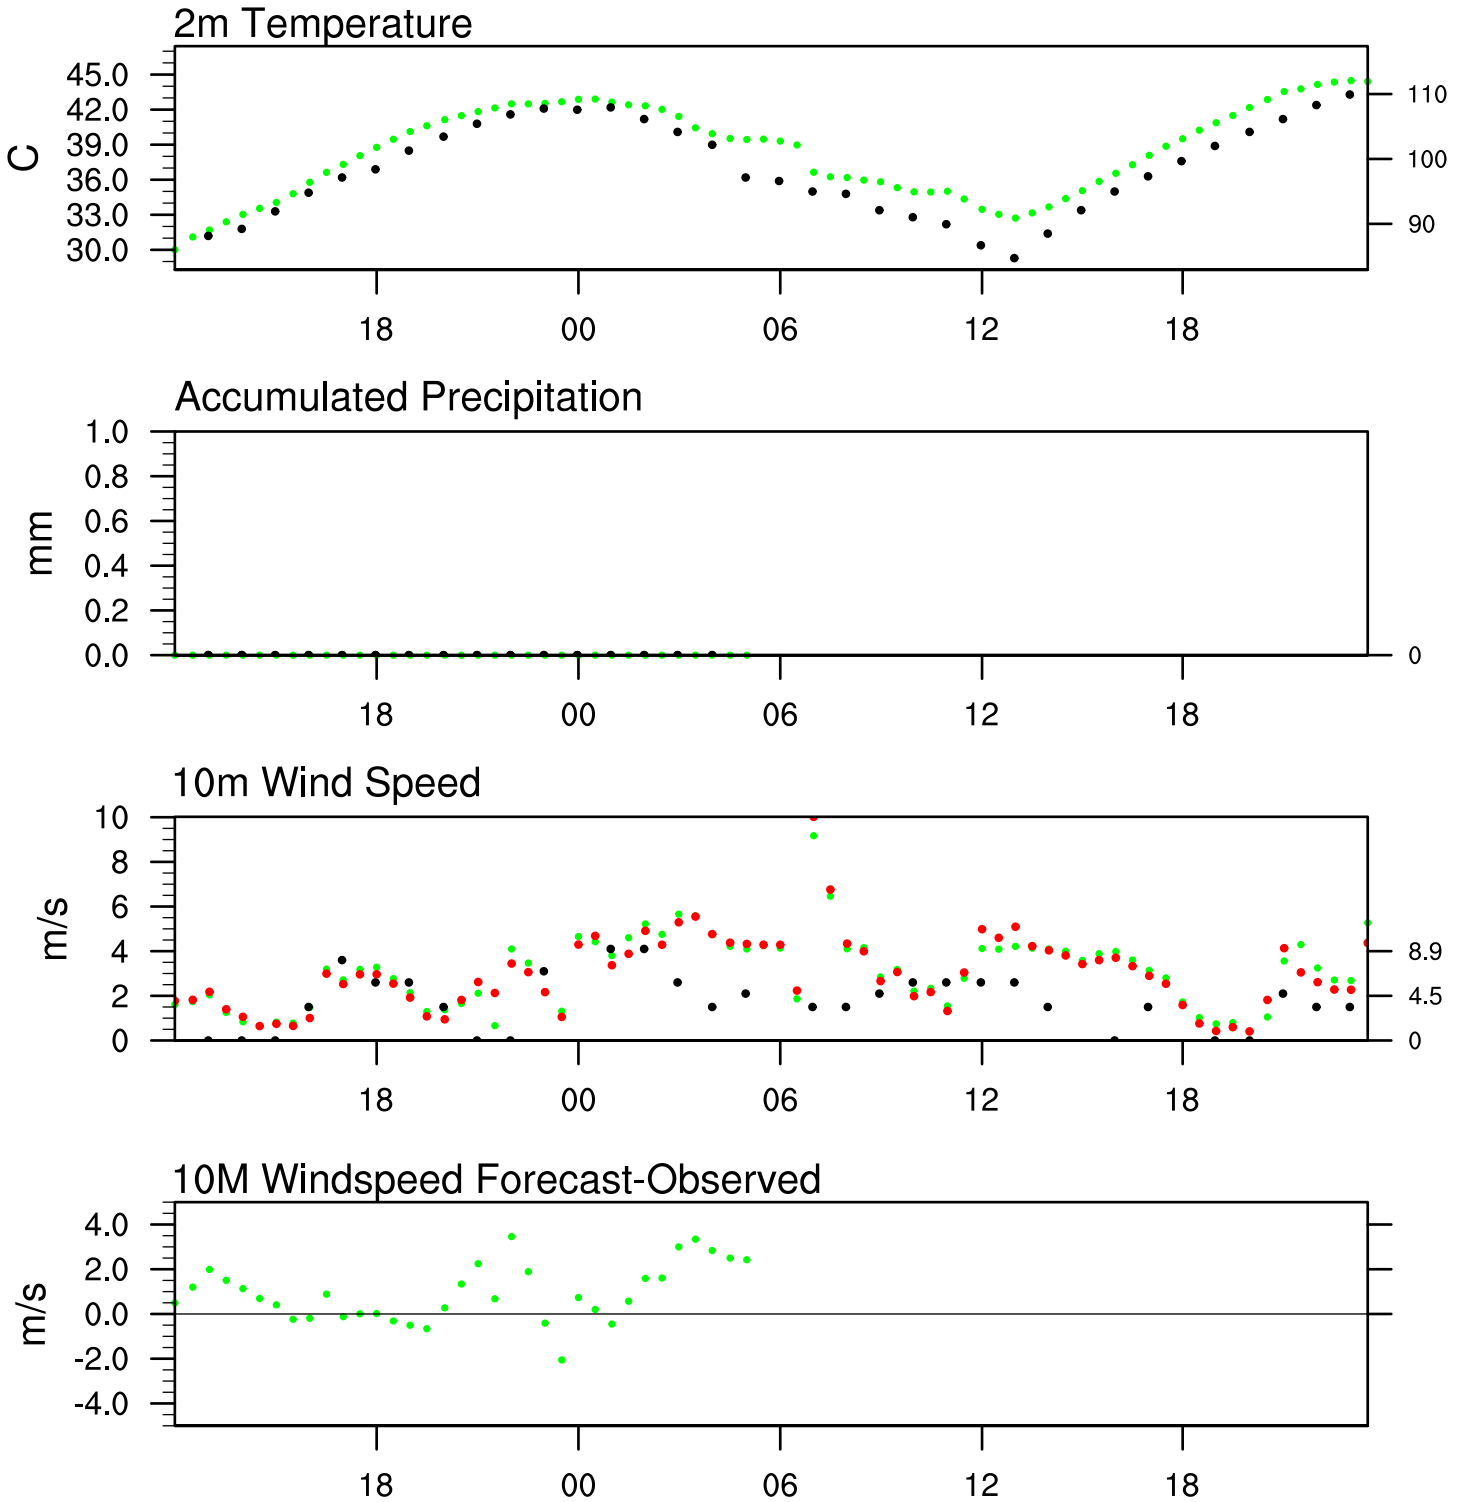 2m Temperature
45.0
42.0
39.0
36.0
33.0
30.0
C
110
100
90
18 00 06 12 18
Accumulated Precipitation
1.0
0.8
0.6
0.4
0.2
0.0
mm
0
18 00 06 12 18
10m Wind Speed
10
8
6
4
2
0
m/s
8.9
4.5
0
18 00 06 12 18
10M Windspeed Forecast-Observed
4.0
2.0
0.0
-2.0
-4.0
m/s
18 00 06 12 18